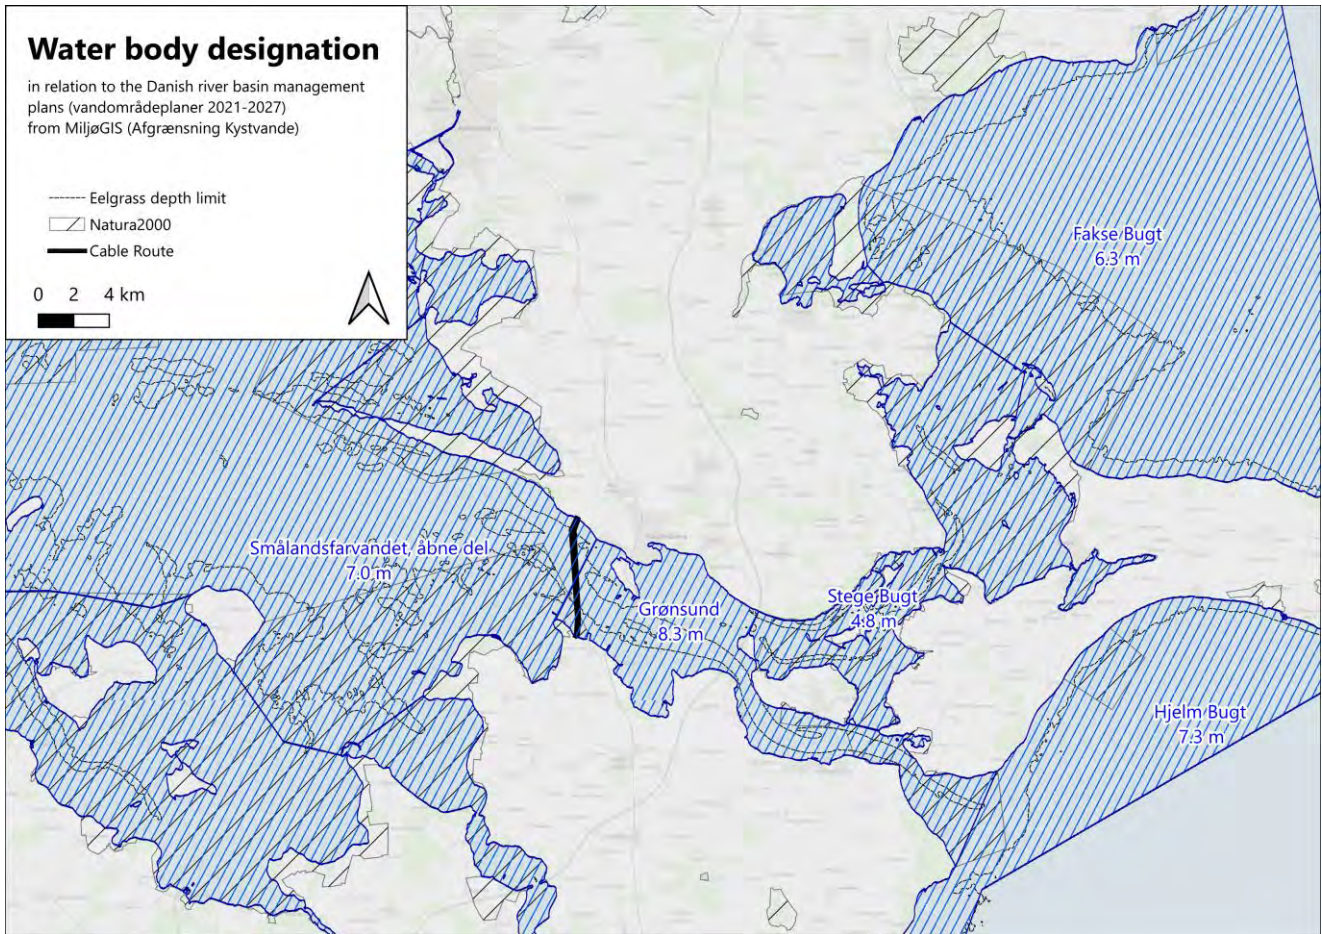 Water body designation
in relation to the Danish river basin management
plans (vandområdeplaner 2021-2027)
from MiljøGIS (Afgrænsning Kystvande)
Eelgrass depth limit
Natura2000
Cable Route
0 2 4 km
Fakse Bugt
6.3 m
Smålandsfarvandet, åbne del
7.0 m
Grønsund
8.3 m
Stege Bugt
4.8 m
Hjelm Bugt
7.3 m